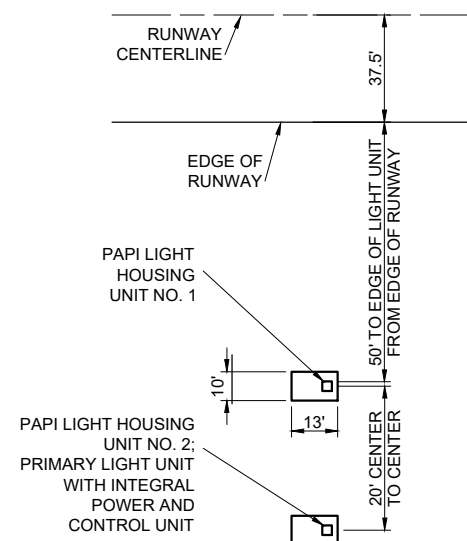 RUNWAY
CENTERLINE
37.5'
EDGE OF
RUNWAY
50' TO EDGE OF LIGHT UNIT
FROM EDGE OF RUNWAY
PAPI LIGHT
HOUSING
UNIT NO. 1
10'
13'
20' CENTER
TO CENTER
PAPI LIGHT HOUSING
UNIT NO. 2;
PRIMARY LIGHT UNIT
WITH INTEGRAL
POWER AND
CONTROL UNIT